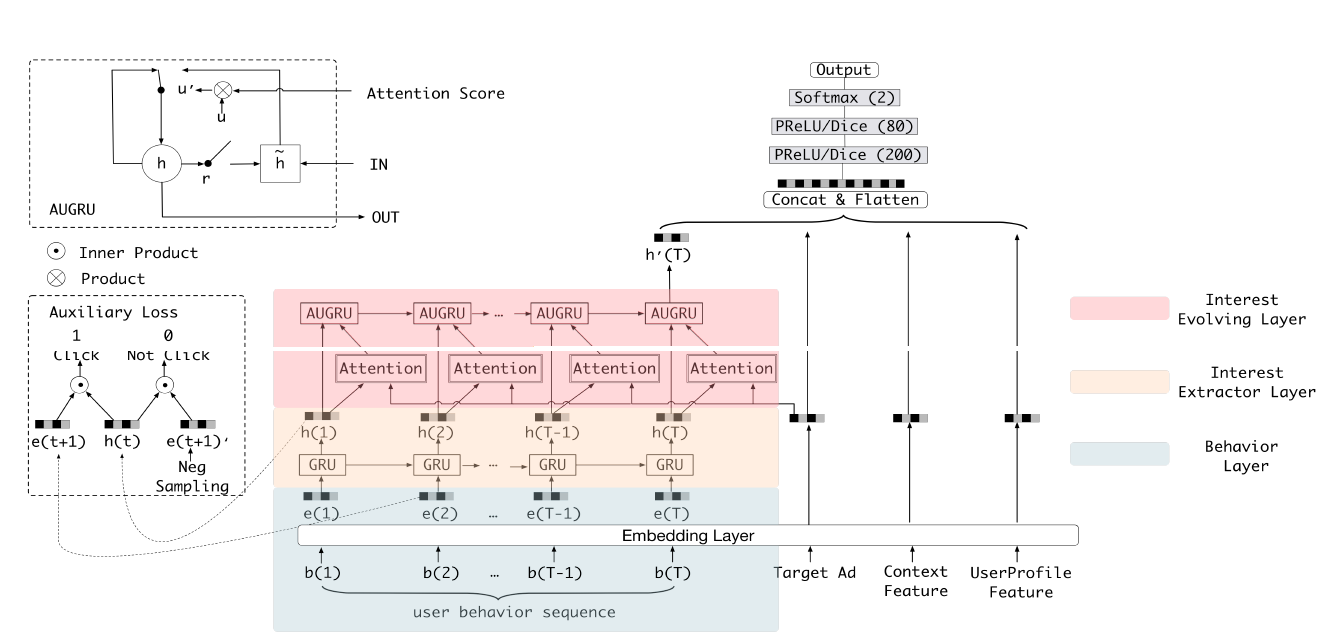 Output
Softmax (2)
PReLU/Dice (80)
PReLU/Dice (200)
Concat & Flatten
u′
u
Attention Score
h
r
h̃
IN
AUGRU
OUT
Inner Product
Product
h′(T)
Auxiliary Loss
1
0
Click
Not Click
e(t+1)
h(t)
e(t+1)′
Neg
Sampling
AUGRU
AUGRU
…
AUGRU
AUGRU
Attention
Attention
Attention
Attention
h(1)
h(2)
h(T-1)
h(T)
GRU
GRU
…
GRU
GRU
e(1)
e(2)
…
e(T-1)
e(T)
Embedding Layer
b(1)
b(2)
…
b(T-1)
b(T)
user behavior sequence
Target Ad
Context
Feature
UserProfile
Feature
Interest
Evolving Layer
Interest
Extractor Layer
Behavior
Layer